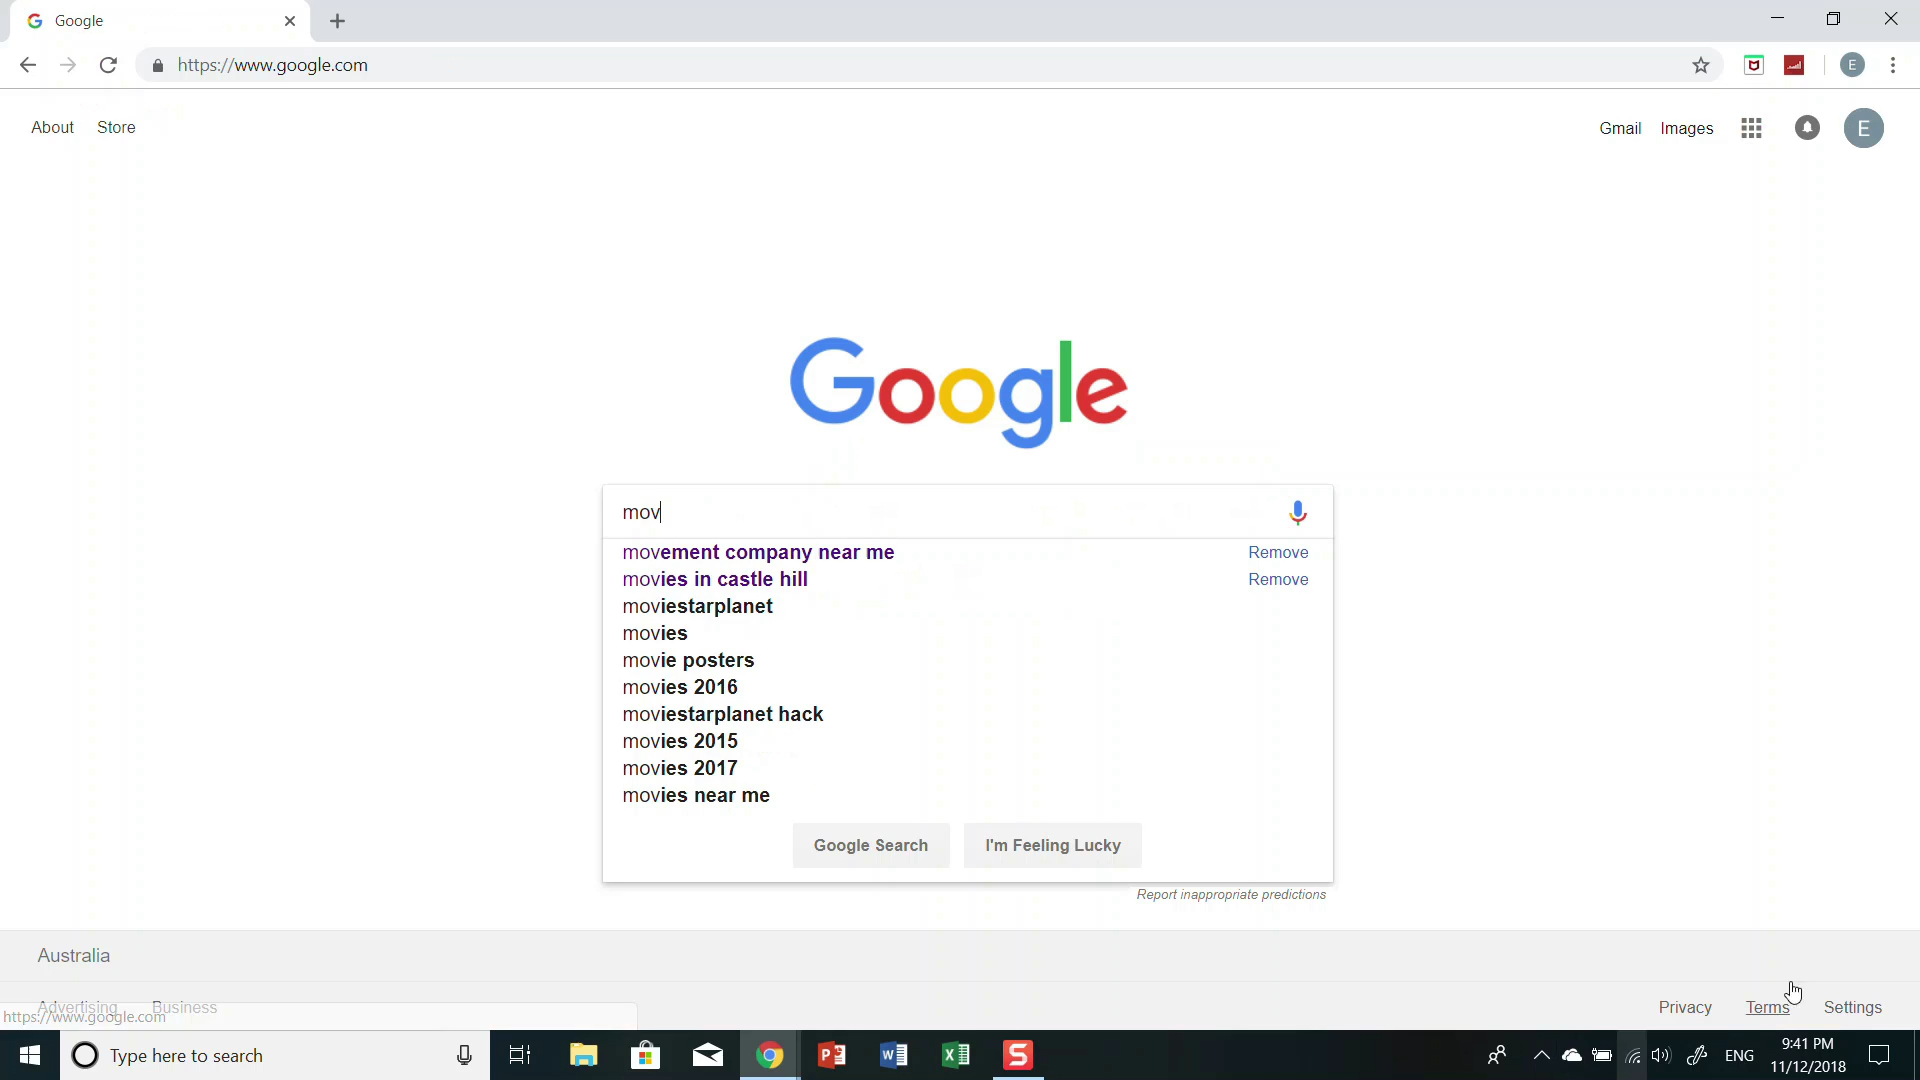 Google
https://www.google.com
E
About Store
Gmail Images
E
Google
mov
movement company near me Remove
movies in castle hill Remove
moviestarplanet
movies
movie posters
movies 2016
moviestarplanet hack
movies 2015
movies 2017
movies near me
Google Search I'm Feeling Lucky
Report inappropriate predictions
Australia
Advertising Business
Privacy Terms Settings
https://www.google.com
Type here to search
ENG
9:41 PM
11/12/2018